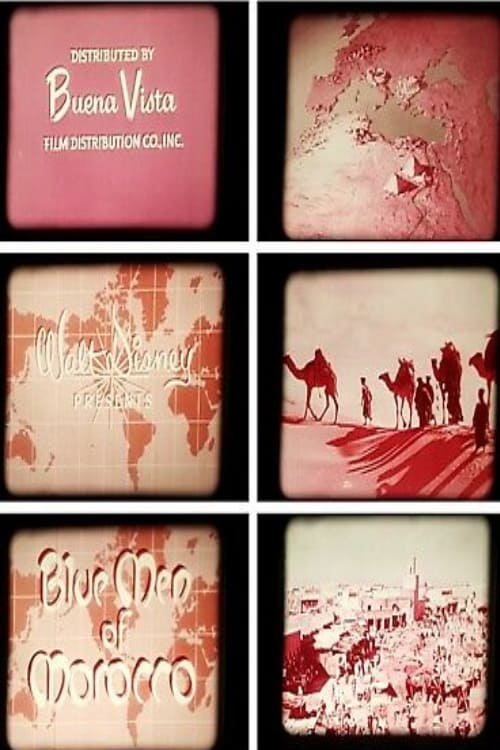 DISTRIBUTED BY
Buena Vista
FILM DISTRIBUTION CO., INC.
Walt Disney
PRESENTS
Blue Men
of
Morocco